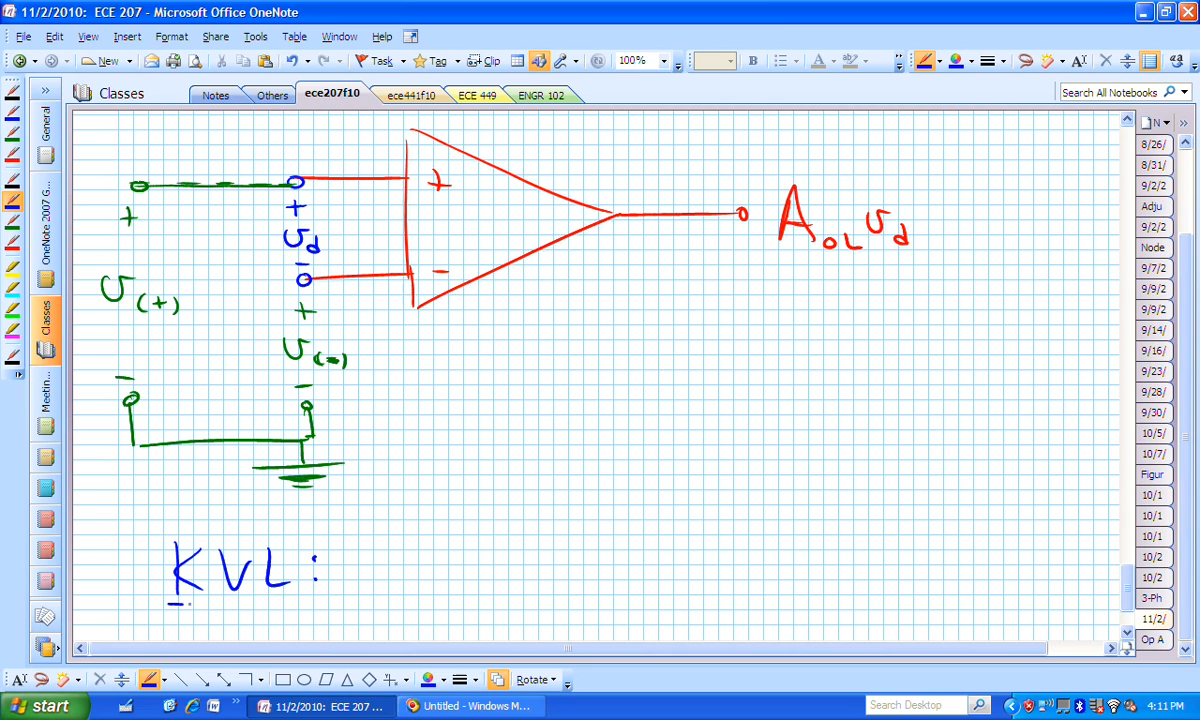 11/2/2010: ECE 207 - Microsoft Office OneNote
File Edit View Insert Format Share Tools Table Window Help
New Task Tag Clip 100% B A ab
Classes Notes Others ece207f10 ece441f10 ECE 449 ENGR 102 Search All Notebooks
General
OneNote 2007 G...
Classes
Meetin...
N
8/26/
8/31/
9/2/2
Adju
9/2/2
Node
9/7/2
9/9/2
9/9/2
9/14/
9/16/
9/23/
9/28/
9/30/
10/5/
10/7/
Figur
10/1
10/1
10/1
10/2
10/2
3-Ph
11/2/
Op A
+
+
+
υd
-
-
AOL υd
υ(+)
+
υ(-)
-
-
KVL:
Rotate
start 11/2/2010: ECE 207 ... Untitled - Windows M... Search Desktop 4:11 PM